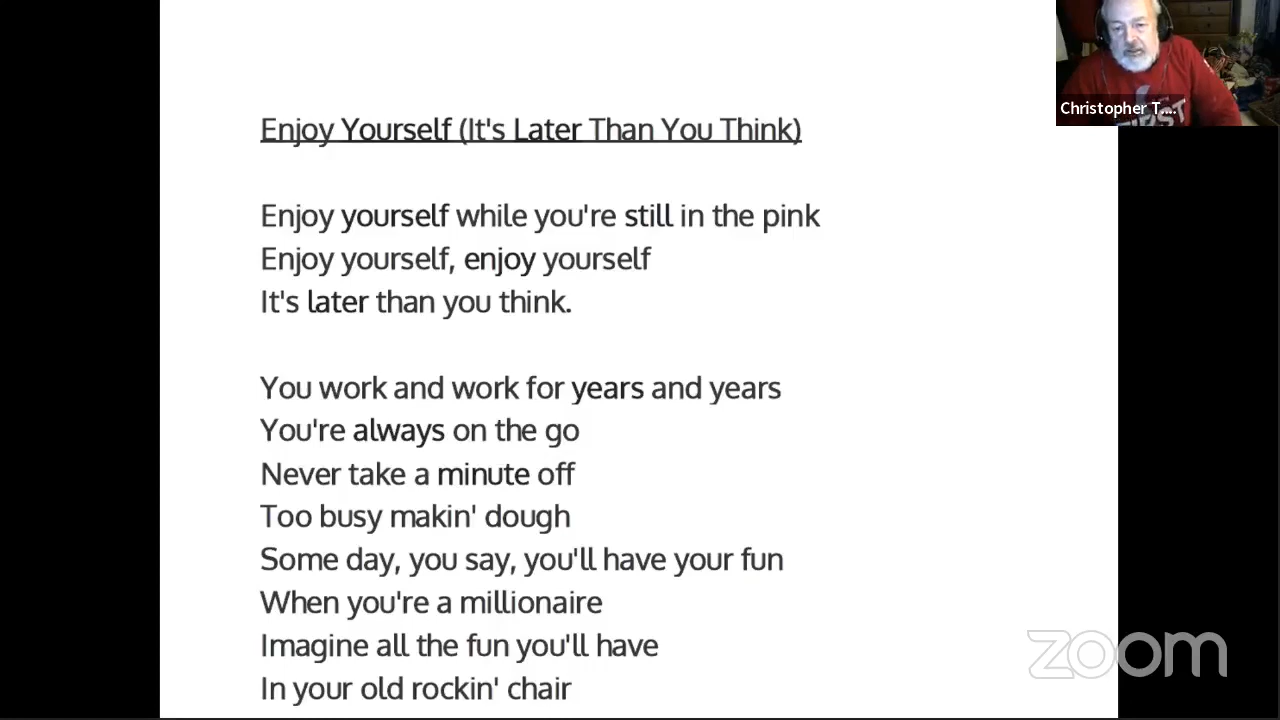 Enjoy Yourself (It's Later Than You Think)
Enjoy yourself while you're still in the pink
Enjoy yourself, enjoy yourself
It's later than you think.
You work and work for years and years
You're always on the go
Never take a minute off
Too busy makin' dough
Some day, you say, you'll have your fun
When you're a millionaire
Imagine all the fun you'll have
In your old rockin' chair
Christopher T....
zoom